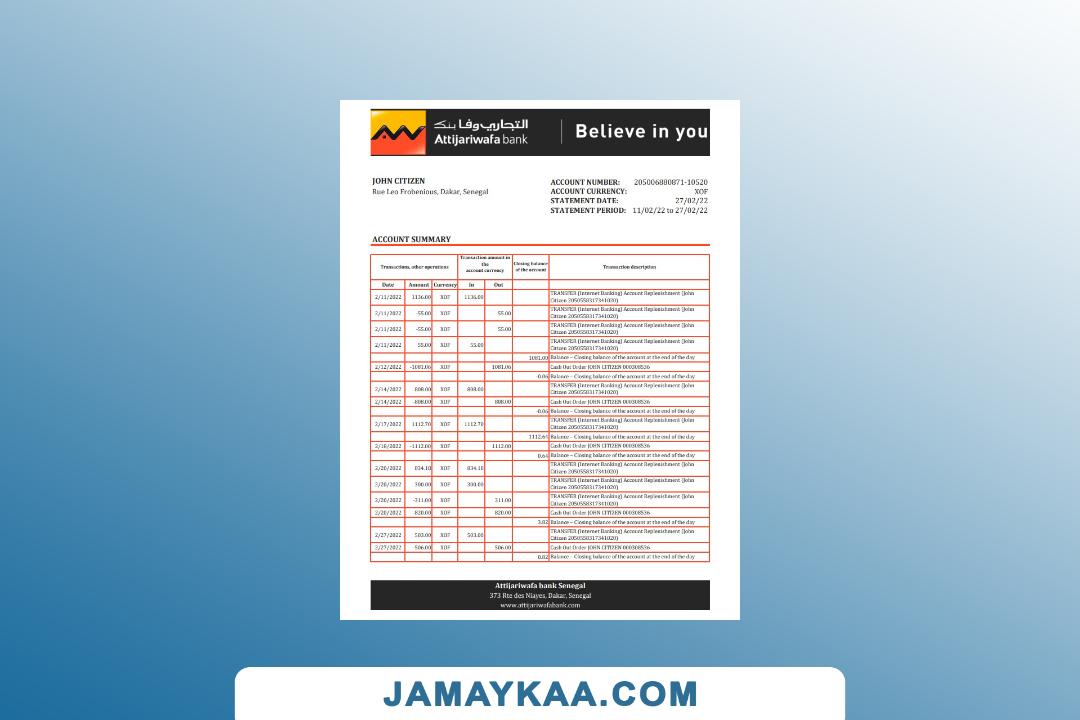 التجاري وفا بنك
Attijariwafa bank
Believe in you
JOHN CITIZEN
Rue Leo Frobenious, Dakar, Senegal
ACCOUNT NUMBER: 205006880871-10520
ACCOUNT CURRENCY: XOF
STATEMENT DATE: 27/02/22
STATEMENT PERIOD: 11/02/22 to 27/02/22
ACCOUNT SUMMARY
Transactions, other operations
Transaction amount in
the
account currency
Closing balance
of the account
Transaction description
Date Amount Currency In Out
2/11/2022 1136.00 XOF 1136.00 TRANSFER (Internet Banking) Account Replenishment (John
Citizen 2050558317341020)
2/11/2022 -55.00 XOF 55.00 TRANSFER (Internet Banking) Account Replenishment (John
Citizen 2050558317341020)
2/11/2022 -55.00 XOF 55.00 TRANSFER (Internet Banking) Account Replenishment (John
Citizen 2050558317341020)
2/11/2022 55.00 XOF 55.00 TRANSFER (Internet Banking) Account Replenishment (John
Citizen 2050558317341020)
1081.00 Balance – Closing balance of the account at the end of the day
2/12/2022 -1081.06 XOF 1081.06 Cash Out Order JOHN CITIZEN 000308536
-0.06 Balance – Closing balance of the account at the end of the day
2/14/2022 808.00 XOF 808.00 TRANSFER (Internet Banking) Account Replenishment (John
Citizen 2050558317341020)
2/14/2022 -808.00 XOF 808.00 Cash Out Order JOHN CITIZEN 000308536
-0.06 Balance – Closing balance of the account at the end of the day
2/17/2022 1112.70 XOF 1112.70 TRANSFER (Internet Banking) Account Replenishment (John
Citizen 2050558317341020)
1112.64 Balance – Closing balance of the account at the end of the day
2/18/2022 -1112.00 XOF 1112.00 Cash Out Order JOHN CITIZEN 000308536
0.64 Balance – Closing balance of the account at the end of the day
2/20/2022 834.18 XOF 834.18 TRANSFER (Internet Banking) Account Replenishment (John
Citizen 2050558317341020)
2/20/2022 300.00 XOF 300.00 TRANSFER (Internet Banking) Account Replenishment (John
Citizen 2050558317341020)
2/20/2022 -311.00 XOF 311.00 TRANSFER (Internet Banking) Account Replenishment (John
Citizen 2050558317341020)
2/20/2022 820.00 XOF 820.00 Cash Out Order JOHN CITIZEN 000308536
3.82 Balance – Closing balance of the account at the end of the day
2/27/2022 503.00 XOF 503.00 TRANSFER (Internet Banking) Account Replenishment (John
Citizen 2050558317341020)
2/27/2022 506.00 XOF 506.00 Cash Out Order JOHN CITIZEN 000308536
0.82 Balance – Closing balance of the account at the end of the day
Attijariwafa bank Senegal
373 Rte des Niayes, Dakar, Senegal
www.attijariwafabank.com
JAMAYKAA.COM